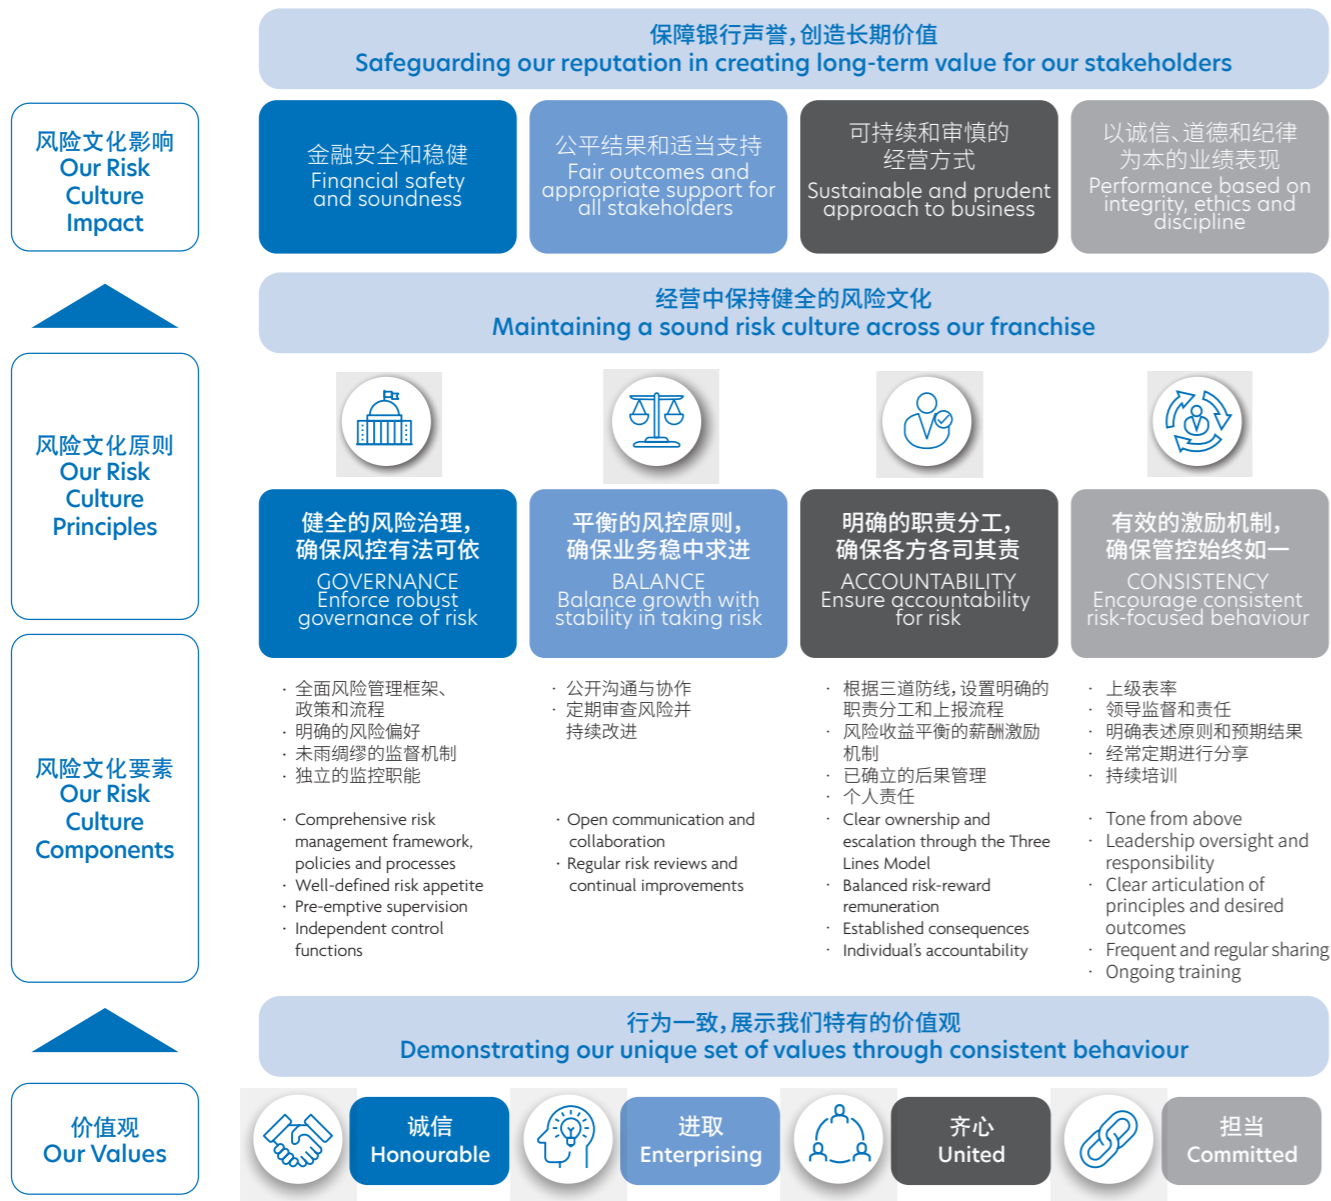 保障银行声誉，创造长期价值
Safeguarding our reputation in creating long-term value for our stakeholders
风险文化影响
Our Risk
Culture
Impact
金融安全和稳健
Financial safety
and soundness
公平结果和适当支持
Fair outcomes and
appropriate support for
all stakeholders
可持续和审慎的
经营方式
Sustainable and prudent
approach to business
以诚信、道德和纪律
为本的业绩表现
Performance based on
integrity, ethics and
discipline
经营中保持健全的风险文化
Maintaining a sound risk culture across our franchise
风险文化原则
Our Risk
Culture
Principles
健全的风险治理，
确保风控有法可依
GOVERNANCE
Enforce robust
governance of risk
平衡的风控原则，
确保业务稳中求进
BALANCE
Balance growth with
stability in taking risk
明确的职责分工，
确保各方各司其责
ACCOUNTABILITY
Ensure accountability
for risk
有效的激励机制，
确保管控始终如一
CONSISTENCY
Encourage consistent
risk-focused behaviour
风险文化要素
Our Risk
Culture
Components
· 全面风险管理框架、
政策和流程
· 明确的风险偏好
· 未雨绸缪的监督机制
· 独立的监控职能
· Comprehensive risk
management framework,
policies and processes
· Well-defined risk appetite
· Pre-emptive supervision
· Independent control
functions
· 公开沟通与协作
· 定期审查风险并
持续改进
· Open communication and
collaboration
· Regular risk reviews and
continual improvements
· 根据三道防线，设置明确的
职责分工和上报流程
· 风险收益平衡的薪酬激励
机制
· 已确立的后果管理
· 个人责任
· Clear ownership and
escalation through the Three
Lines Model
· Balanced risk-reward
remuneration
· Established consequences
· Individual's accountability
· 上级表率
· 领导监督和责任
· 明确表述原则和预期结果
· 经常定期进行分享
· 持续培训
· Tone from above
· Leadership oversight and
responsibility
· Clear articulation of
principles and desired
outcomes
· Frequent and regular sharing
· Ongoing training
行为一致，展示我们特有的价值观
Demonstrating our unique set of values through consistent behaviour
价值观
Our Values
诚信
Honourable
进取
Enterprising
齐心
United
担当
Committed